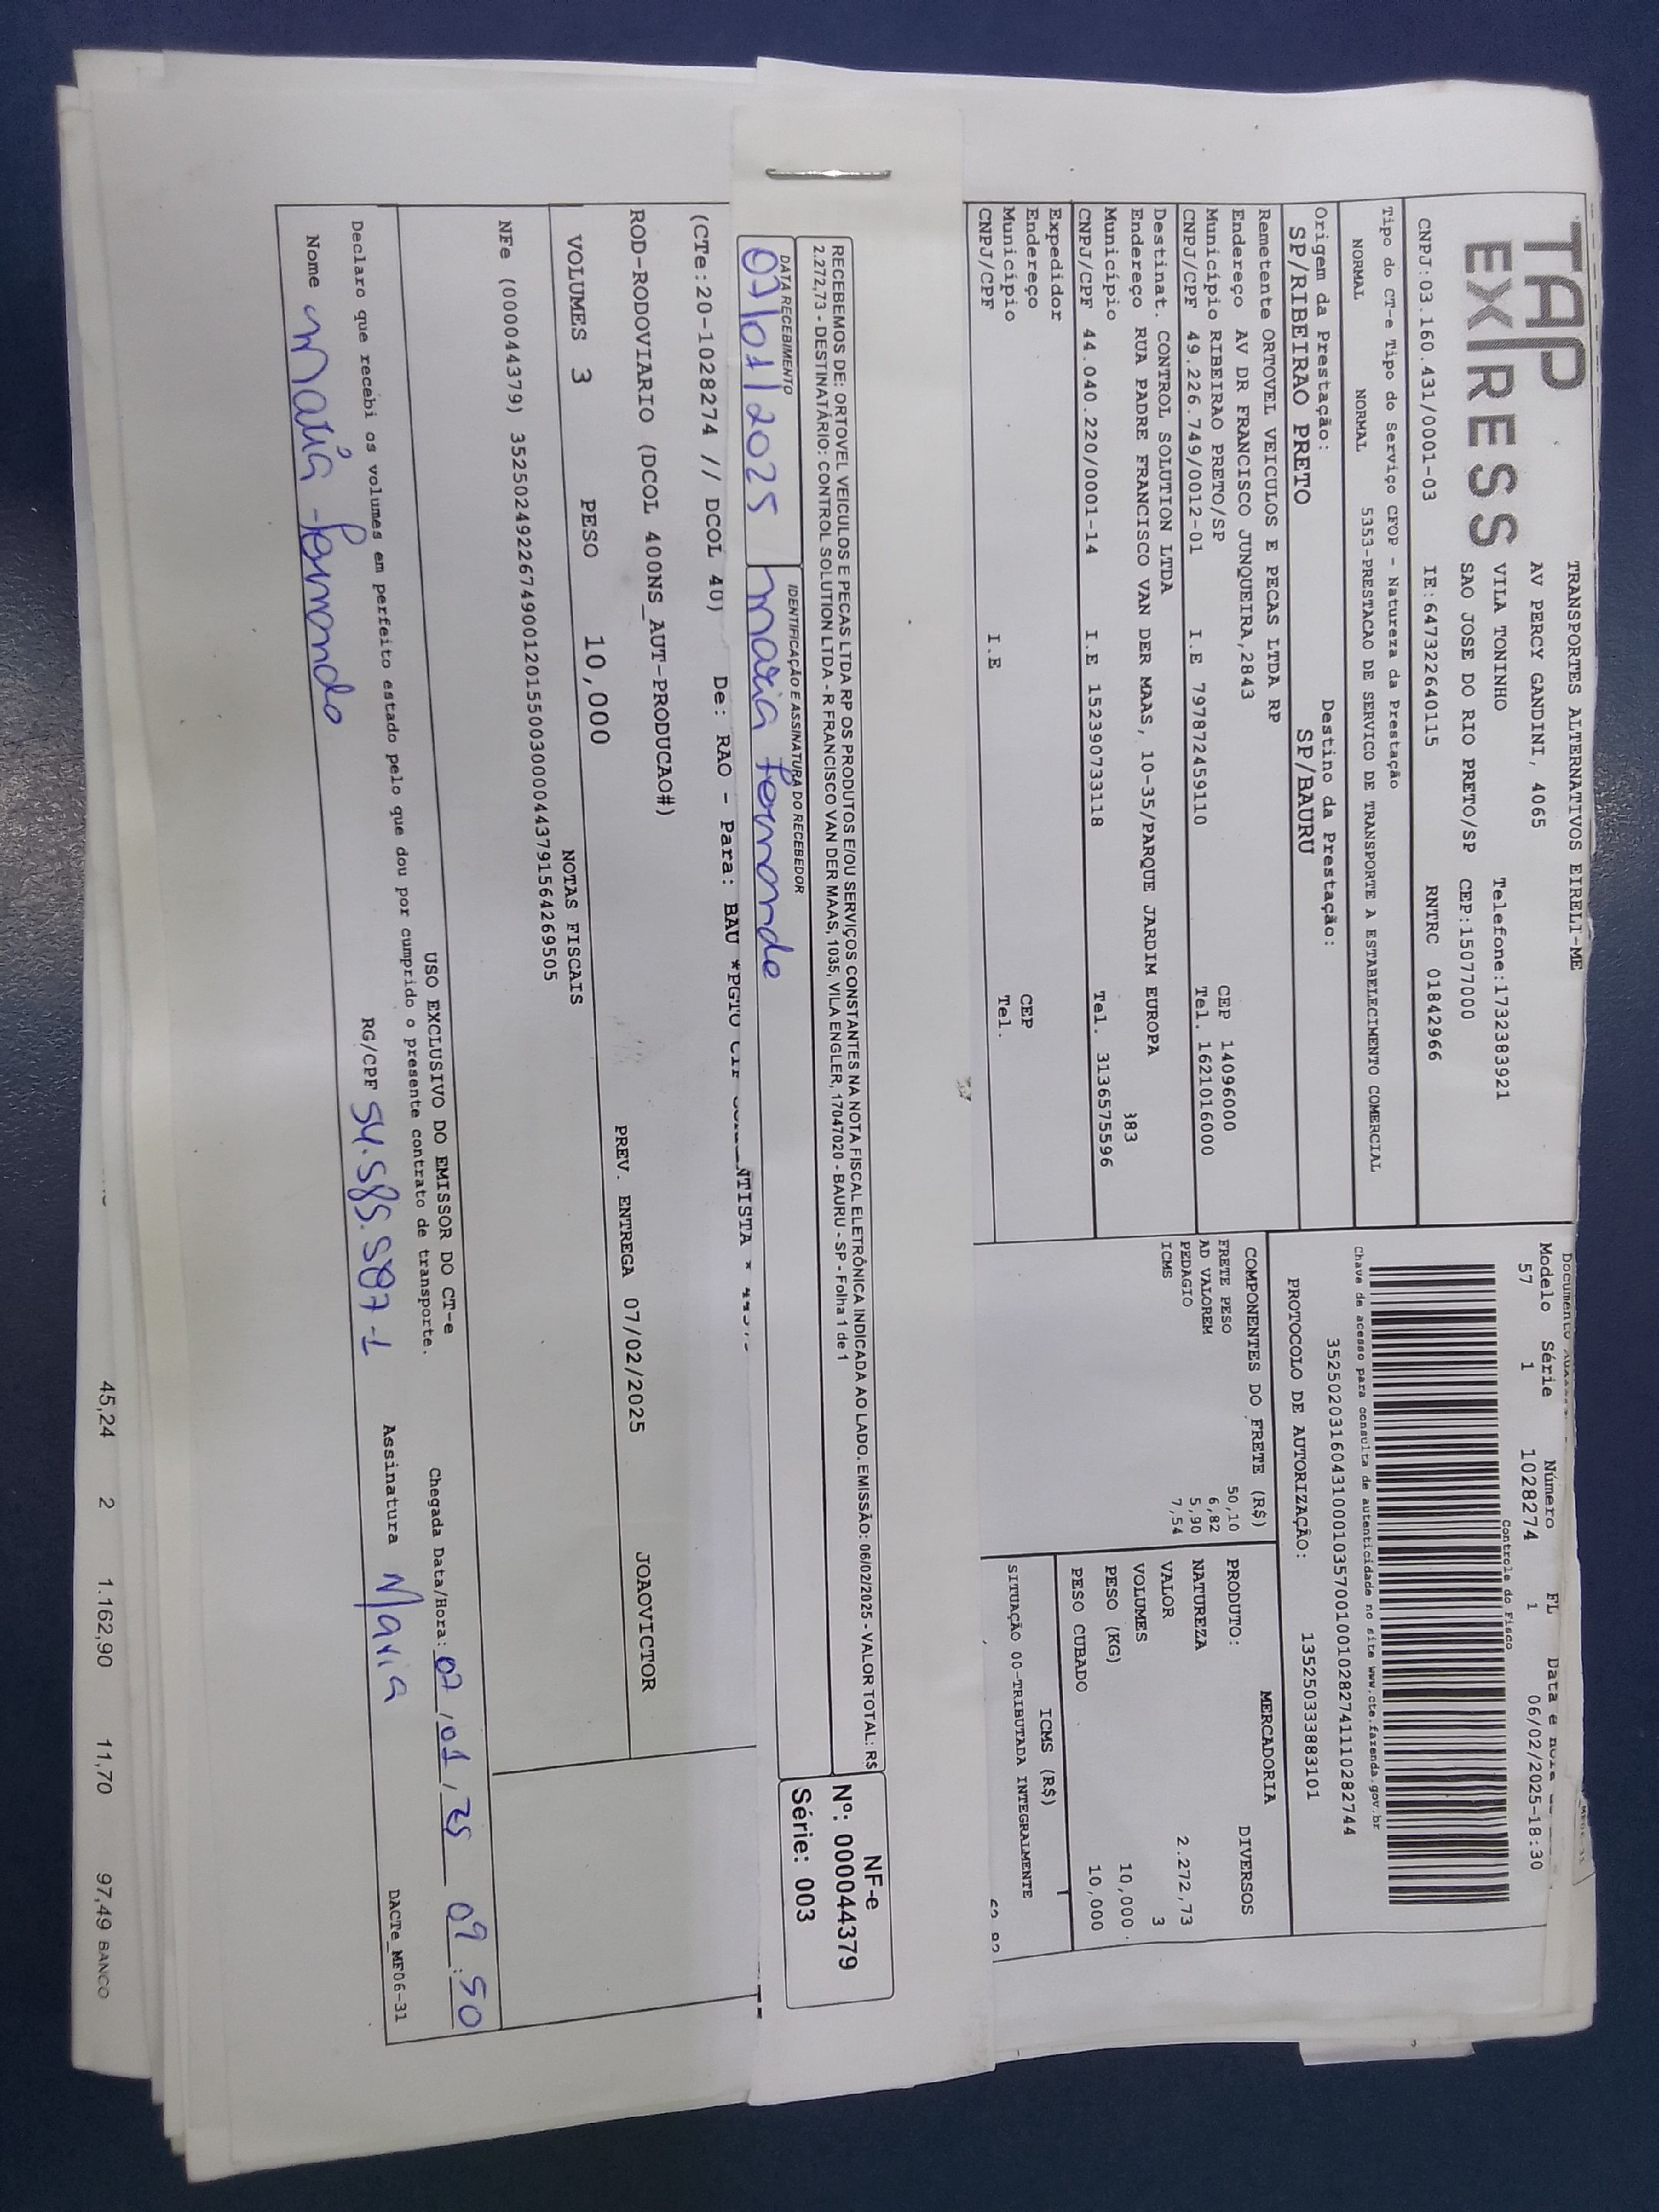 TAP
EXPRESS
TRANSPORTES ALTERNATIVOS EIRELI-ME
AV PERCY GANDINI, 4065
VILA TONINHO Telefone:1732383921
SAO JOSE DO RIO PRETO/SP CEP:15077000
CNPJ:03.160.431/0001-03 IE:647322640115 RNTRC 01842966
Tipo do CT-e Tipo do Serviço CFOP - Natureza da Prestação
NORMAL NORMAL 5353-PRESTACAO DE SERVICO DE TRANSPORTE A ESTABELECIMENTO COMERCIAL
Origem da Prestação: Destino da Prestação:
SP/RIBEIRAO PRETO SP/BAURU
Remetente ORTOVEL VEICULOS E PECAS LTDA RP
Endereço AV DR FRANCISCO JUNQUEIRA,2843
Município RIBEIRAO PRETO/SP CEP 14096000
CNPJ/CPF 49.226.749/0012-01 I.E 797872459110 Tel. 1621016000
Destinat. CONTROL SOLUTION LTDA
Endereço RUA PADRE FRANCISCO VAN DER MAAS, 10-35/PARQUE JARDIM EUROPA
Município 383
CNPJ/CPF 44.040.220/0001-14 I.E 152390733118 Tel. 3136575596
Expedidor
Endereço CEP
Município Tel.
CNPJ/CPF I.E
Modelo Série Número FL Data e
57 1 1028274 1 06/02/2025-18:30
Controle do Fisco
Chave de acesso para consulta de autenticidade no site www.cte.fazenda.gov.br
35250203160431000103570010010282741110282744
PROTOCOLO DE AUTORIZAÇÃO: 135250333883101
COMPONENTES DO FRETE (R$)
FRETE PESO 50,10
AD VALOREM 6,82
PEDAGIO 5,90
ICMS 7,54
MERCADORIA
PRODUTO: DIVERSOS
NATUREZA
VALOR 2.272,73
VOLUMES 3
PESO (KG) 10,000
PESO CUBADO 10,000
ICMS (R$)
SITUAÇÃO 00-TRIBUTADA INTEGRALMENTE
RECEBEMOS DE: ORTOVEL VEICULOS E PECAS LTDA RP OS PRODUTOS E/OU SERVIÇOS CONSTANTES NA NOTA FISCAL ELETRÔNICA INDICADA AO LADO. EMISSÃO: 06/02/2025 - VALOR TOTAL: R$
2.272,73 - DESTINATÁRIO: CONTROL SOLUTION LTDA - R FRANCISCO VAN DER MAAS, 1035, VILA ENGLER, 17047020 - BAURU - SP - Folha 1 de 1
DATA RECEBIMENTO IDENTIFICAÇÃO E ASSINATURA DO RECEBEDOR
07/01/2025 maria fernanda
NF-e
Nº: 000044379
Série: 003
(CTe:20-1028274 // DCOL 40) De: RAO - Para: BAU *PGTO CIF
ROD-RODOVIARIO (DCOL 400NS_AUT-PRODUCAO#)
VOLUMES 3 PESO 10,000 PREV. ENTREGA 07/02/2025 JOAOVICTOR
NOTAS FISCAIS
NFe (000044379) 35250249226749001201550030000443791564269505
USO EXCLUSIVO DO EMISSOR DO CT-e
Declaro que recebi os volumes em perfeito estado pelo que dou por cumprido o presente contrato de transporte.
Chegada Data/Hora: 07/01/25 09:50
Nome maria fernanda RG/CPF 54.585.587-1 Assinatura Maria
DACTe_MF06-31
45,24 2 1.162,90 11,70 97,49 BANCO